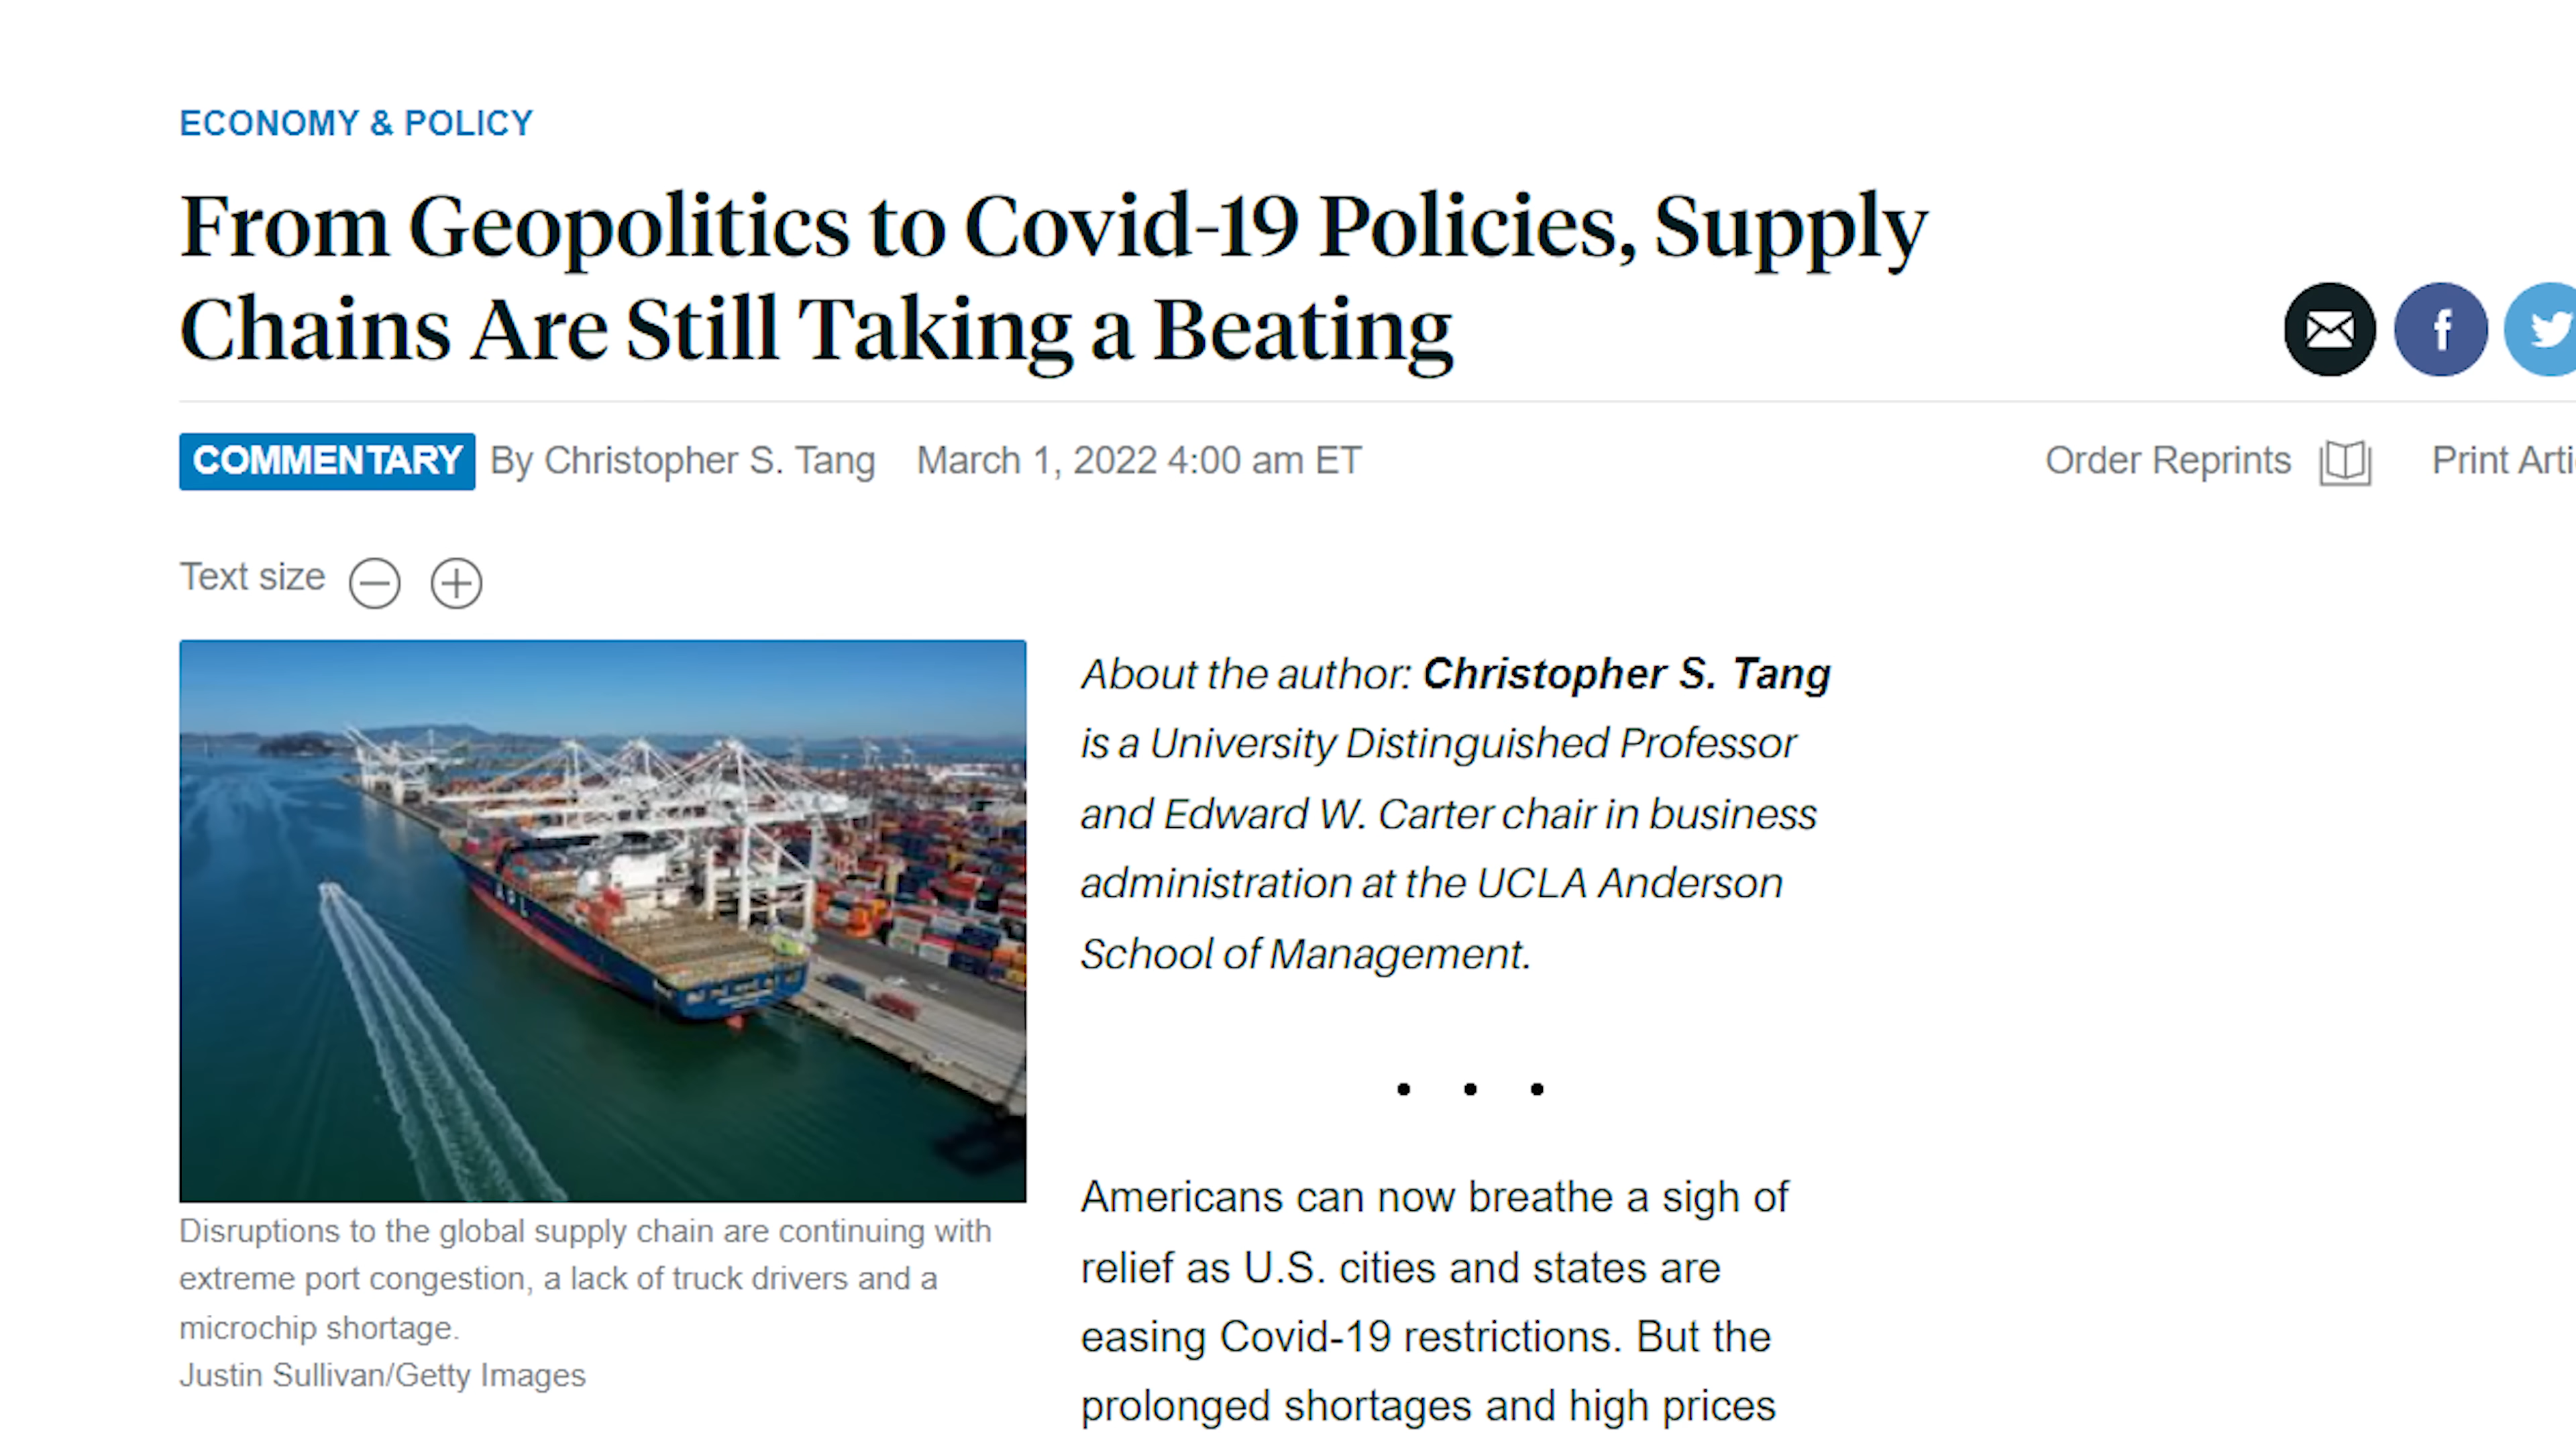 ECONOMY & POLICY
From Geopolitics to Covid-19 Policies, Supply
Chains Are Still Taking a Beating
COMMENTARY By Christopher S. Tang March 1, 2022 4:00 am ET
Order Reprints Print Arti
Text size
About the author: Christopher S. Tang
is a University Distinguished Professor
and Edward W. Carter chair in business
administration at the UCLA Anderson
School of Management.
• • •
Americans can now breathe a sigh of
relief as U.S. cities and states are
easing Covid-19 restrictions. But the
prolonged shortages and high prices
APL
Disruptions to the global supply chain are continuing with
extreme port congestion, a lack of truck drivers and a
microchip shortage.
Justin Sullivan/Getty Images